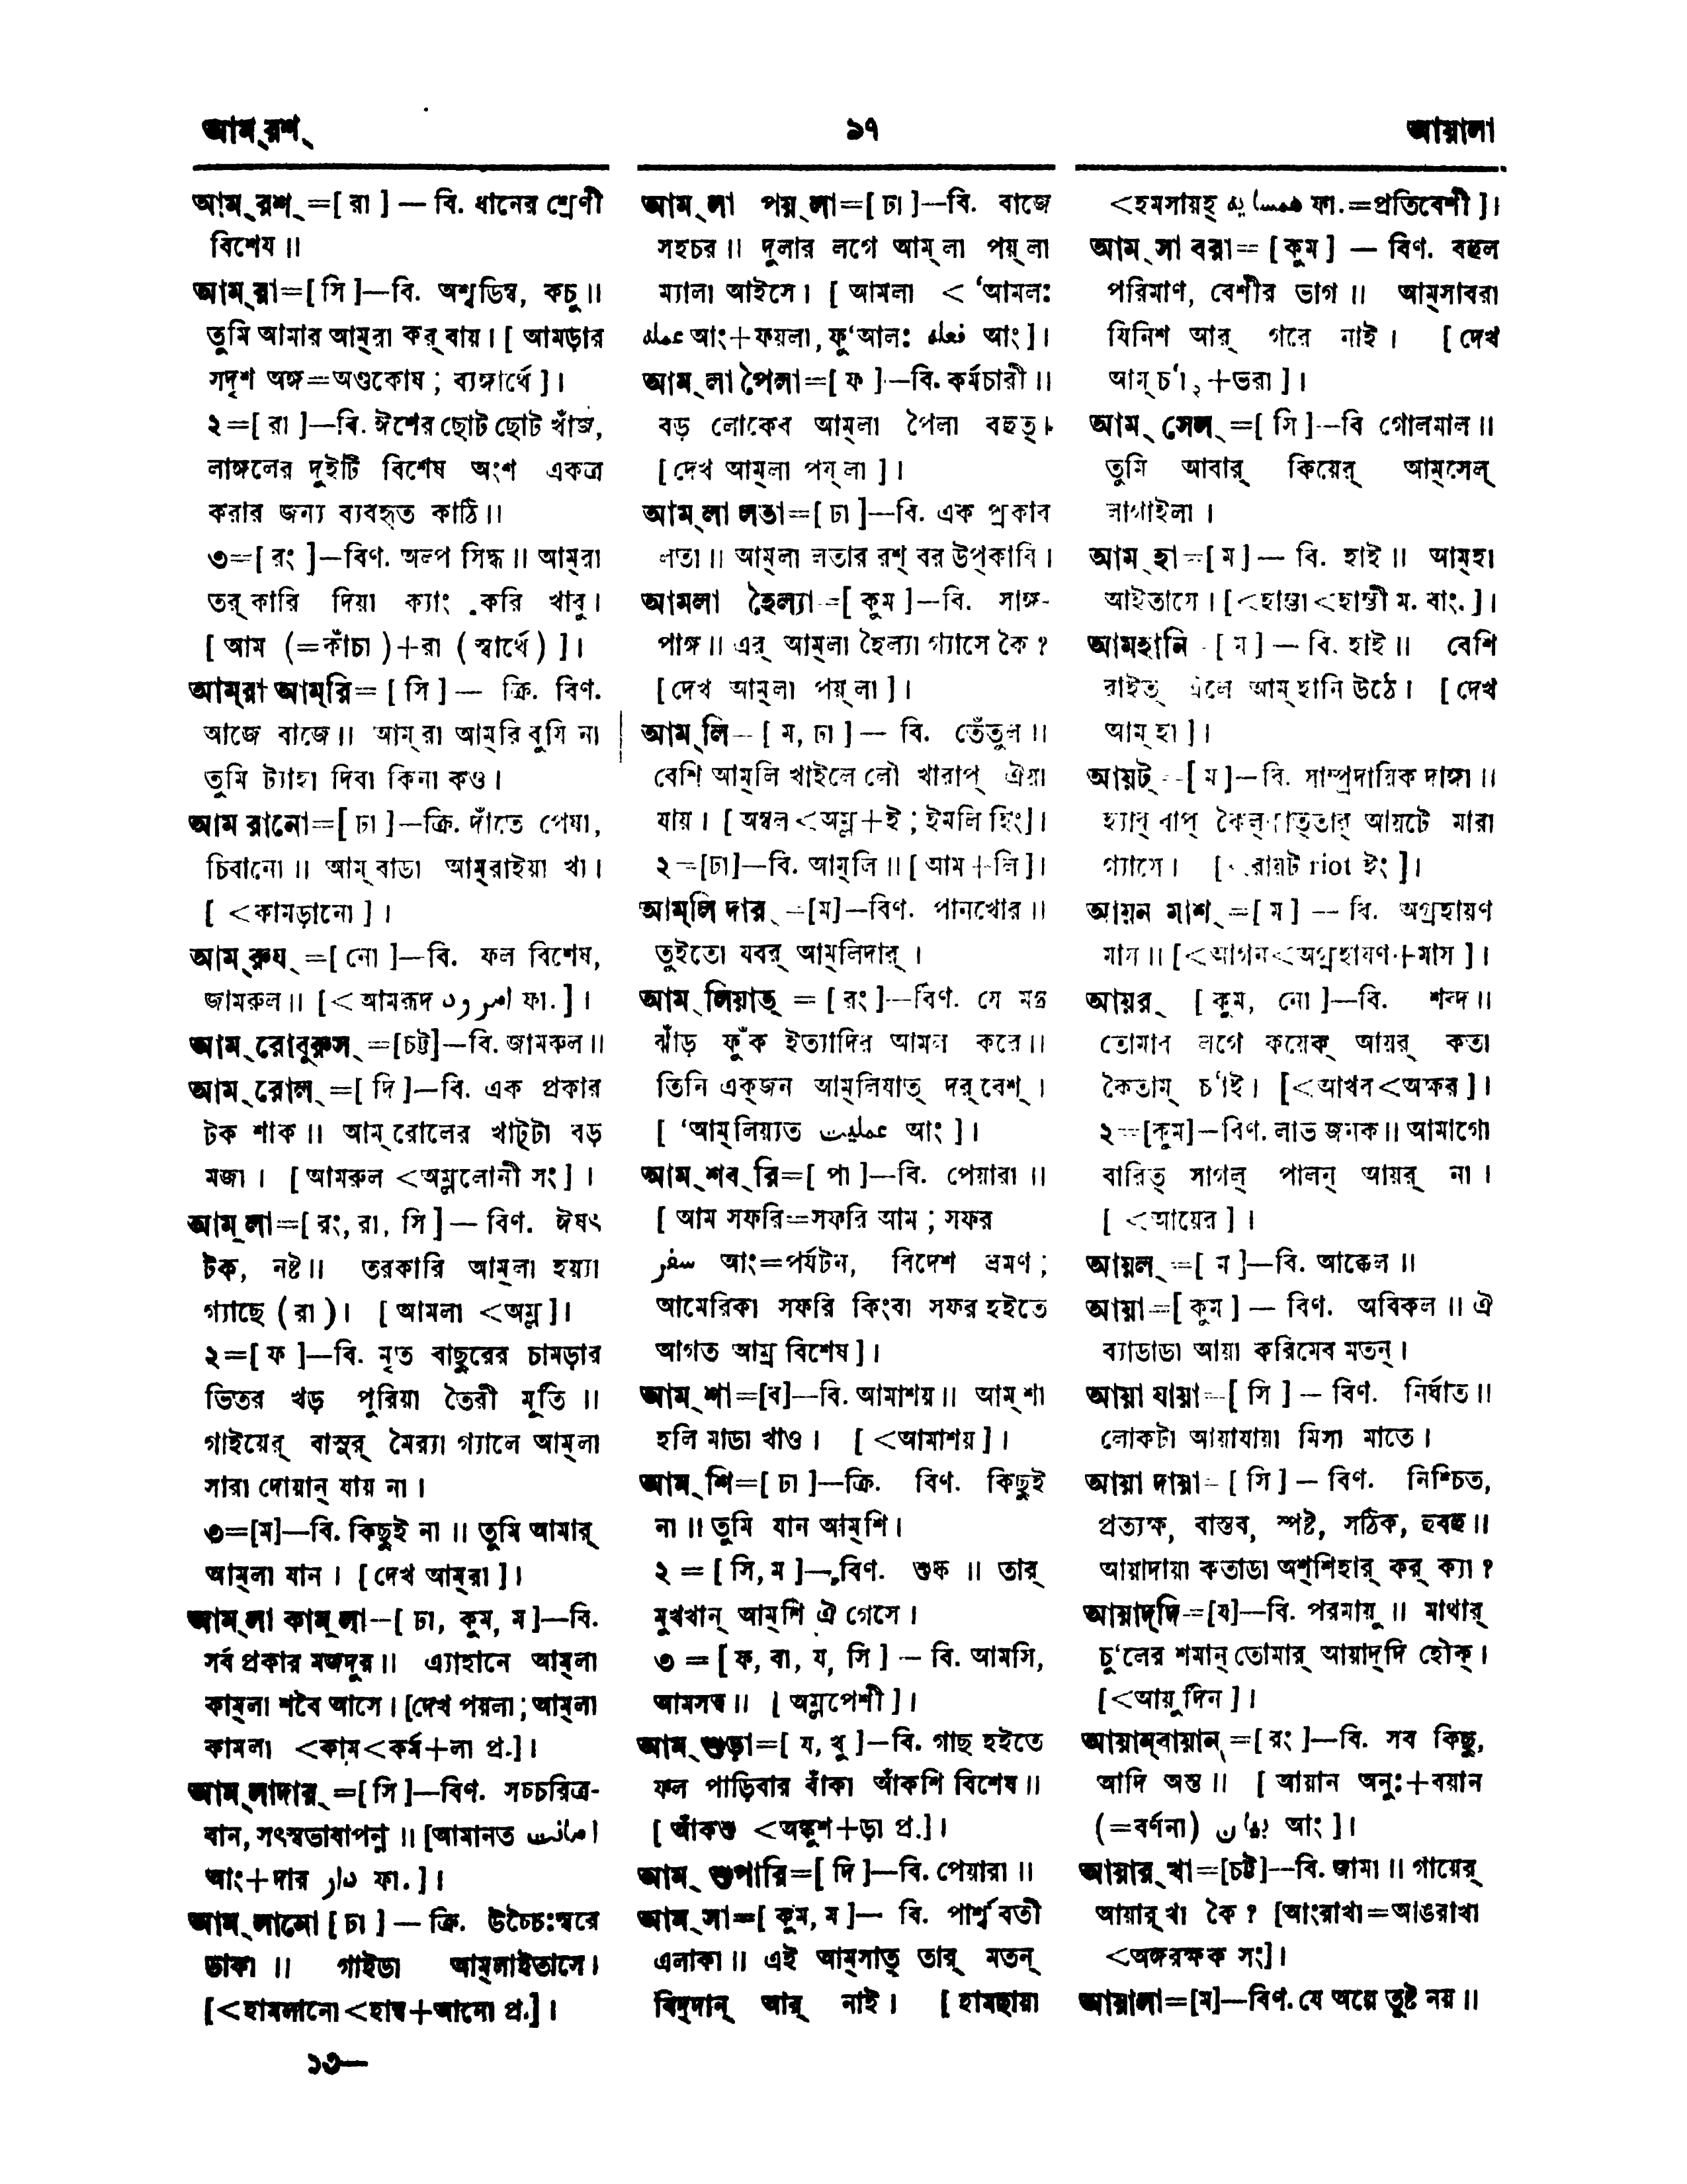 আম্‌রশ্‌
৯৭
আয়ালা
আম্‌রশ্‌=[ রা ] — বি. ধানের শ্রেণী
বিশেষ॥
আম্‌রা=[ সি ]—বি. অশ্বডিম্ব, কচু॥
তুমি আমার আম্‌রা কর্‌বায়। [ আমড়ার
সদৃশ অঙ্গ=অণ্ডকোষ ; ব্যঙ্গার্থে ]।
২=[ রা ]—বি. ঈশের ছোট ছোট খাঁজ,
লাঙ্গলের দুইটি বিশেষ অংশ একত্র
করার জন্য ব্যবহৃত কাঠি॥
৩=[ রং ]—বিণ. অল্প সিদ্ধ॥ আম্‌রা
তর্‌কারি দিয়া ক্যাং করি খাবু।
[ আম (=কাঁচা )+রা ( স্বার্থে ) ]।
আম্‌রা আম্‌রি= [ সি ] — ক্রি. বিণ.
আজে বাজে॥ আম্‌রা আম্‌রি বুযি না
তুমি ট্যাহা দিবা কিনা কও।
আমরানো=[ ঢা ]—ক্রি. দাঁতে পেষা,
চিবানো॥ আম্‌বাডা আম্‌রাইয়া খা।
[ <কামড়ানো ]।
আম্‌রুয্‌=[ নো ]—বি. ফল বিশেষ,
জামরুল॥ [< আমরূদ امرود ফা. ]।
আম্‌রোবুরুস্‌=[চট্ট]—বি. জামরুল॥
আম্‌রোল্‌=[ দি ]—বি. এক প্রকার
টক শাক॥ আম্‌রোলের খাট্‌টা বড়
মজা। [ আমরুল <অম্ললোনী সং ]।
আম্‌লা=[ রং, রা, সি ] — বিণ. ঈষৎ
টক, নষ্ট॥ তরকারি আম্‌লা হয়্যা
গ্যাছে ( রা )। [ আমলা <অম্ল ]।
২=[ ফ ]—বি. মৃত বাছুরের চামড়ার
ভিতর খড় পুরিয়া তৈরী মূর্তি॥
গাইয়ের্‌ বাস্থুর্‌ মৈর‍্যা গ্যালে আম্‌লা
সারা দোয়ান্‌ যায় না।
৩=[ম]—বি. কিছুই না॥ তুমি আমার্‌
আম্‌লা যান। [ দেখ আম্‌রা ]।
আম্‌লা কাম্‌লা—[ ঢা, কুম, ম ]—বি.
সর্ব প্রকার মজদুর॥ এ্যাহানে আম্‌লা
কাম্‌লা শবৈ আসে। [দেখ পয়লা ; আম্‌লা
কামলা <কাম<কর্ম+লা প্র.]।
আম্‌লাদার্‌=[ সি ]—বিণ. সচ্চরিত্র-
বান, সৎস্বভাবাপন্ন॥ [আমানত امانت
আং+দার دار ফা. ]।
আম্‌লানো [ ঢা ] — ক্রি. উচ্চৈঃস্বরে
ডাকা॥ গাইডা আম্‌লাইতাসে।
[<হামলানো<হাম্ব+আনো প্র.]।
১৩—
আম্‌লা পয়্‌লা=[ ঢা ]—বি. বাজে
সহচর॥ দুলার লগে আম্‌লা পয়্‌লা
ম্যালা আইসে। [ আমলা < 'আমলঃ
عمله আং+ফয়লা, ফু'আলঃ فعله আং ]।
আম্‌লা পৈলা=[ ফ ]—বি. কর্মচারী॥
বড় লোকের আম্‌লা পৈলা বহুত্‌।
[ দেখ আম্‌লা পয়্‌লা ]।
আম্‌লা লতা=[ ঢা ]—বি. এক প্রকার
লতা॥ আম্‌লা লতার রশ্‌ বর উপ্‌কারি।
আমলা হৈল্যা=[ কুম ]—বি. সাঙ্গ-
পাঙ্গ॥ এর্‌ আম্‌লা হৈল্যা গ্যাসে কৈ ?
[ দেখ আম্‌লা পয়্‌লা ]।
আম্‌লি— [ ম, ঢা ] — বি. তেঁতুল॥
বেশি আম্‌লি খাইলে লৌ খারাপ্‌ ঐয়া
যায়। [ অম্বল <অম্ল+ই ; ইমলি হিং]।
২=[ঢা]—বি. আম্‌লি॥ [ আম+লি ]।
আম্‌লি দার্‌=[ম]—বিণ. পানখোর॥
তুইতো যবর্‌ আম্‌লিদার্‌।
আম্‌লিয়াত্‌ = [ রং ]—বিণ. যে মন্ত্র
ঝাঁড় ফুঁক ইত্যাদির আমল করে॥
তিনি এক্‌জন আম্‌লিযাত্‌ দর্‌বেশ্‌।
[ 'আম্‌লিয়্যত عمليت আং ]।
আম্‌শব্‌রি=[ পা ]—বি. পেয়ারা॥
[ আম সফরি=সফরি আম ; সফর
سفر আং=পর্যটন, বিদেশ ভ্রমণ ;
আমেরিকা সফরি কিংবা সফর হইতে
আগত আম্র বিশেষ ]।
আম্‌শা=[ব]—বি. আমাশয়॥ আম্‌শা
হলি মাডা খাও। [ <আমাশয় ]।
আম্‌শি=[ ঢা ]—ক্রি. বিণ. কিছুই
না॥ তুমি যান আম্‌শি।
২ = [ সি, ম ]—বিণ. শুষ্ক॥ তার্‌
মুখখান্‌ আম্‌শি ঐ গেসে।
৩ = [ ফ, বা, য, সি ] — বি. আমসি,
আমসত্ব॥ [ অম্লপেশী ]।
আম্‌শুড়া=[ য, খু ]—বি. গাছ হইতে
ফল পাড়িবার বাঁকা আঁকশি বিশেষ॥
[ আঁকশু <অঙ্কুশ+ড়া প্র.]।
আম্‌শুপারি=[ দি ]—বি. পেয়ারা॥
আম্‌সা=[ কুম, ম ]— বি. পার্শ্ববর্তী
এলাকা॥ এই আম্‌সাত্‌ তার্‌ মতন্‌
বিদ্‌দান্‌ আর্‌ নাই। [ হামছায়া
<হমসায়হ্‌ همسايه ফা.=প্রতিবেশী ]।
আম্‌সা বরা= [ কুম ] — বিণ. বহুল
পরিমাণ, বেশীর ভাগ॥ আম্‌সাবরা
যিনিশ আর্‌ গরে নাই। [ দেখ
আম্‌চ'া২+ভরা ]।
আম্‌সেল্‌=[ সি ]—বি গোলমাল॥
তুমি আবার্‌ কিয়ের্‌ আম্‌সেল্‌
লাগাইলা।
আম্‌হা=[ ম ] — বি. হাই॥ আম্‌হা
আইতাসে। [ <হাম্ভা<হাম্ভী ম. বাং. ]।
আমহানি [ ম ] — বি. হাই॥ বেশি
রাইত্‌ ঐলে আম্‌হানি উঠে। [ দেখ
আম্‌হা ]।
আয়ট্‌=[ ম ]—বি. সাম্প্রদায়িক দাঙ্গা॥
বাপ্‌ আয়টে মারা
গ্যাসে। [ <রায়ট riot ইং ]।
আয়ন মাশ্‌=[ ম ] — বি. অগ্রহায়ণ
মাস॥ [<আগন<অগ্রহায়ণ+মাস ]।
আয়র্‌ [ কুম, নো ]—বি. শব্দ॥
তোমার লগে কয়েক্‌ আয়র্‌ কতা
কৈতাম্‌ চ'াই। [<আখর<অক্ষর ]।
২=[কুম]—বিণ. লাভ জনক॥ আমাগো
বারিত্‌ সাগল্‌ পালন্‌ আয়র্‌ না।
[ <আয়ের ]।
আয়ল্‌=[ ম ]—বি. আক্কেল॥
আয়া=[ কুম ] — বিণ. অবিকল॥ ঐ
ব্যাডাডা আয়া করিমের মতন্‌।
আয়া যায়া=[ সি ] — বিণ. নির্ঘাত॥
লোকটা আয়াযায়া মিসা মাতে।
আয়া দায়া= [ সি ] — বিণ. নিশ্চিত,
প্রত্যক্ষ, বাস্তব, স্পষ্ট, সঠিক, হুবহু॥
আয়াদায়া কতাডা অশ্‌শিহার্‌ কর্‌ ক্যা ?
আয়াদ্‌দি=[য]—বি. পরমায়ু॥ মাথার্‌
চু'লের শমান্‌ তোমার্‌ আয়াদ্‌দি হৌক্‌।
[<আয়ুর্দিন ]।
আয়াম্‌বায়ান্‌=[ রং ]—বি. সব কিছু,
আদি অন্ত॥ [ আয়ান অনুঃ+বয়ান
(=বর্ণনা) আং ]।
আয়ার্‌খা=[চট্ট]—বি. জামা॥ গায়ের্‌
আয়ার্‌খা কৈ ? [আংরাখা=আঙরাখা
<অঙ্গরক্ষক সং]।
আয়ালা=[ম]—বিণ. যে অল্পে তুষ্ট নয়॥